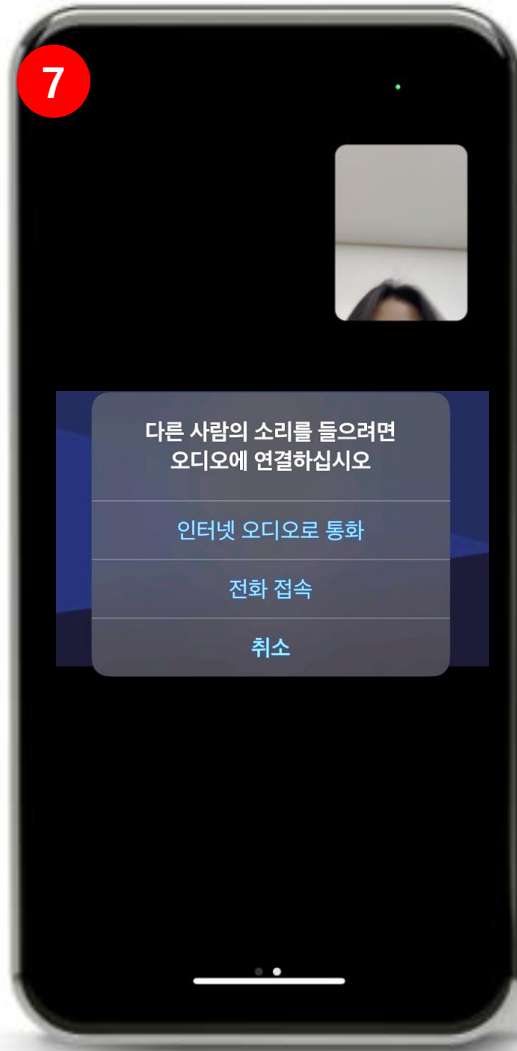 7
다른 사람의 소리를 들으려면
오디오에 연결하십시오
인터넷 오디오로 통화
전화 접속
취소